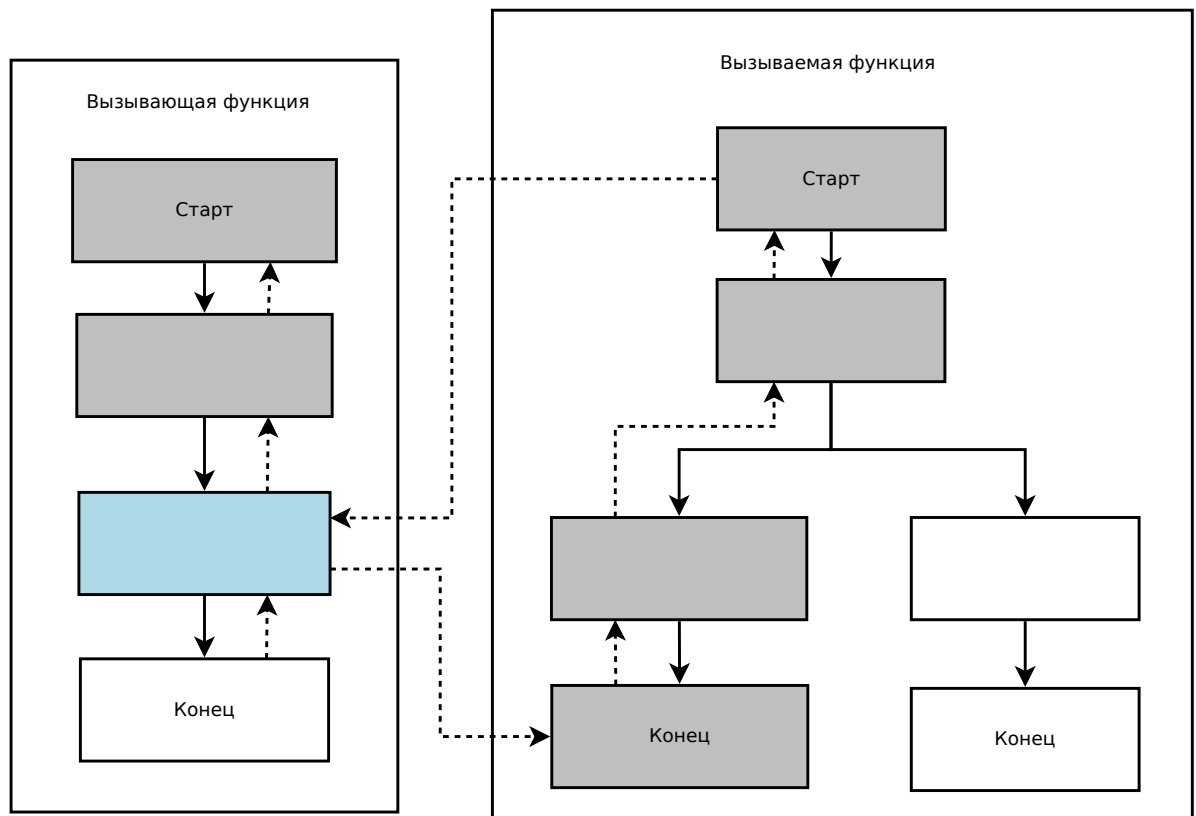 Вызывающая функция
Старт
Конец
Вызываемая функция
Старт
Конец
Конец